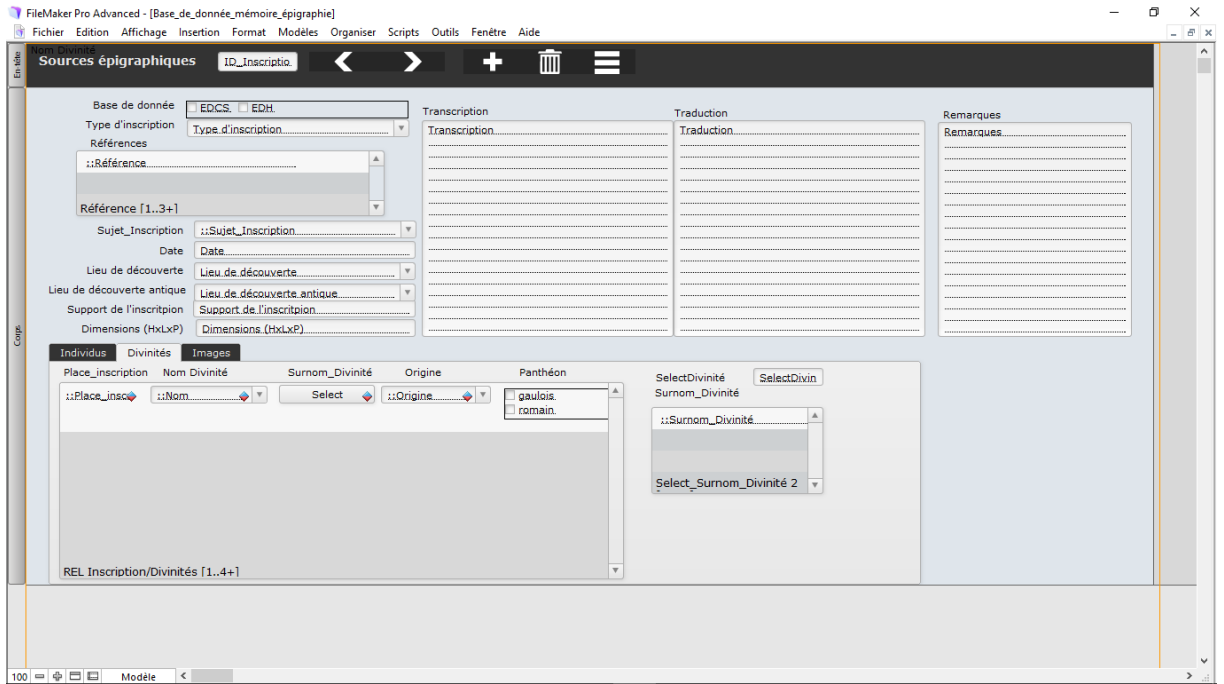 FileMaker Pro Advanced - [Base_de_donnée_mémoire_épigraphie]
Fichier Edition Affichage Insertion Format Modèles Organiser Scripts Outils Fenêtre Aide
En-tête
Nom Divinité
Sources épigraphiques ID_Inscriptio
Base de donnée EDCS EDH
Type d'inscription Type d'inscription
Références
::Référence
Référence [1..3+]
Sujet_Inscription ::Sujet_Inscription
Date Date
Lieu de découverte Lieu de découverte
Lieu de découverte antique Lieu de découverte antique
Support de l'inscritpion Support de l'inscritpion
Dimensions (HxLxP) Dimensions (HxLxP)
Transcription
Transcription
Traduction
Traduction
Remarques
Remarques
Corps
Individus Divinités Images
Place_inscription Nom Divinité Surnom_Divinité Origine Panthéon
::Place_insc ::Nom Select ::Origine gaulois
romain
REL Inscription/Divinités [1..4+]
SelectDivinité SelectDivin
Surnom_Divinité
::Surnom_Divinité
Select_Surnom_Divinité 2
100 Modèle